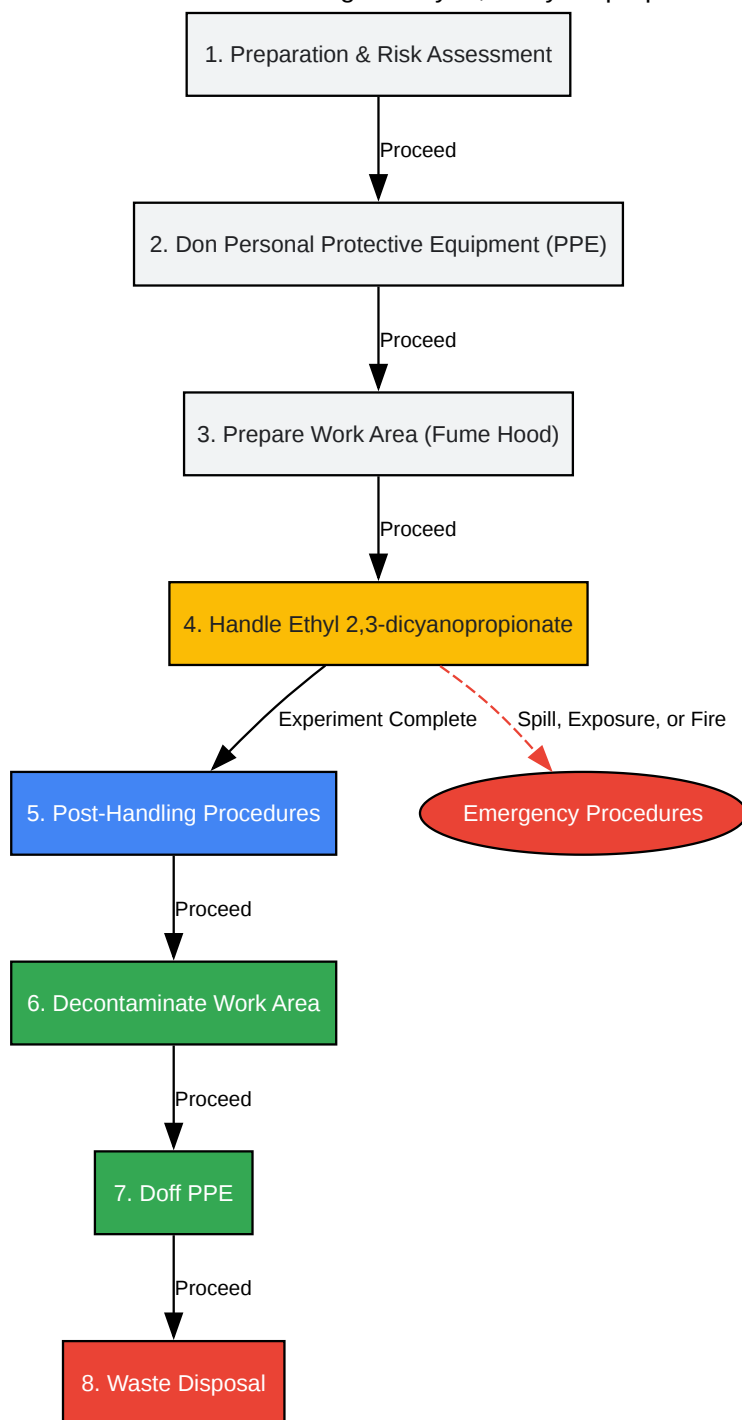 1. Preparation & Risk Assessment
Proceed
2. Don Personal Protective Equipment (PPE)
Proceed
3. Prepare Work Area (Fume Hood)
Proceed
4. Handle Ethyl 2,3-dicyanopropionate
Experiment Complete
Spill, Exposure, or Fire
5. Post-Handling Procedures
Emergency Procedures
Proceed
6. Decontaminate Work Area
Proceed
7. Doff PPE
Proceed
8. Waste Disposal